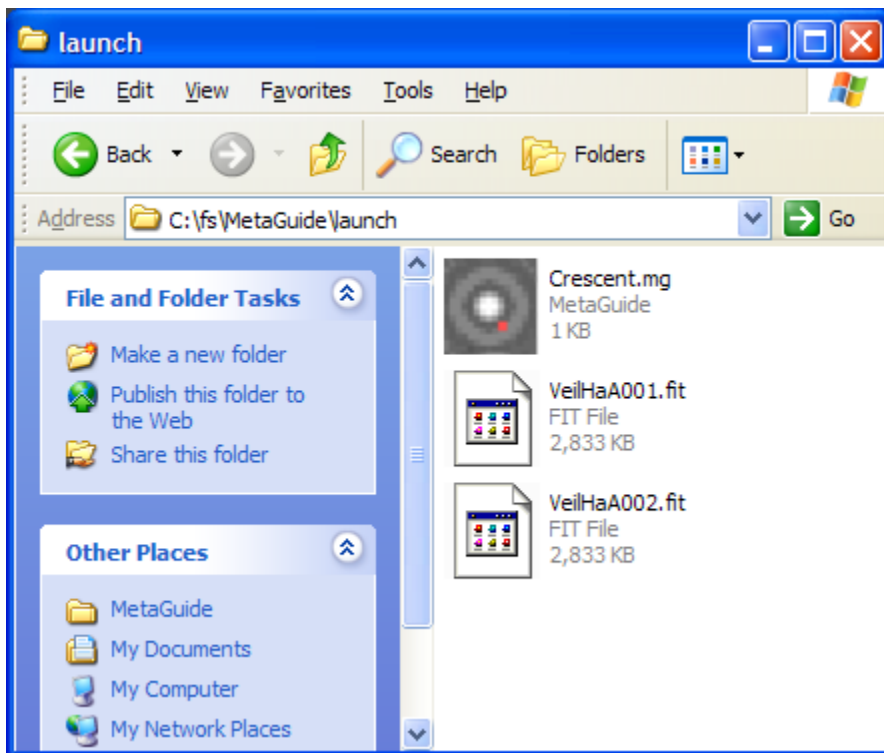 launch
File Edit View Favorites Tools Help
Back Search Folders
Address C:\fs\MetaGuide\launch Go
File and Folder Tasks
Make a new folder
Publish this folder to
the Web
Share this folder
Other Places
MetaGuide
My Documents
My Computer
My Network Places
Crescent.mg
MetaGuide
1 KB
VeilHaA001.fit
FIT File
2,833 KB
VeilHaA002.fit
FIT File
2,833 KB